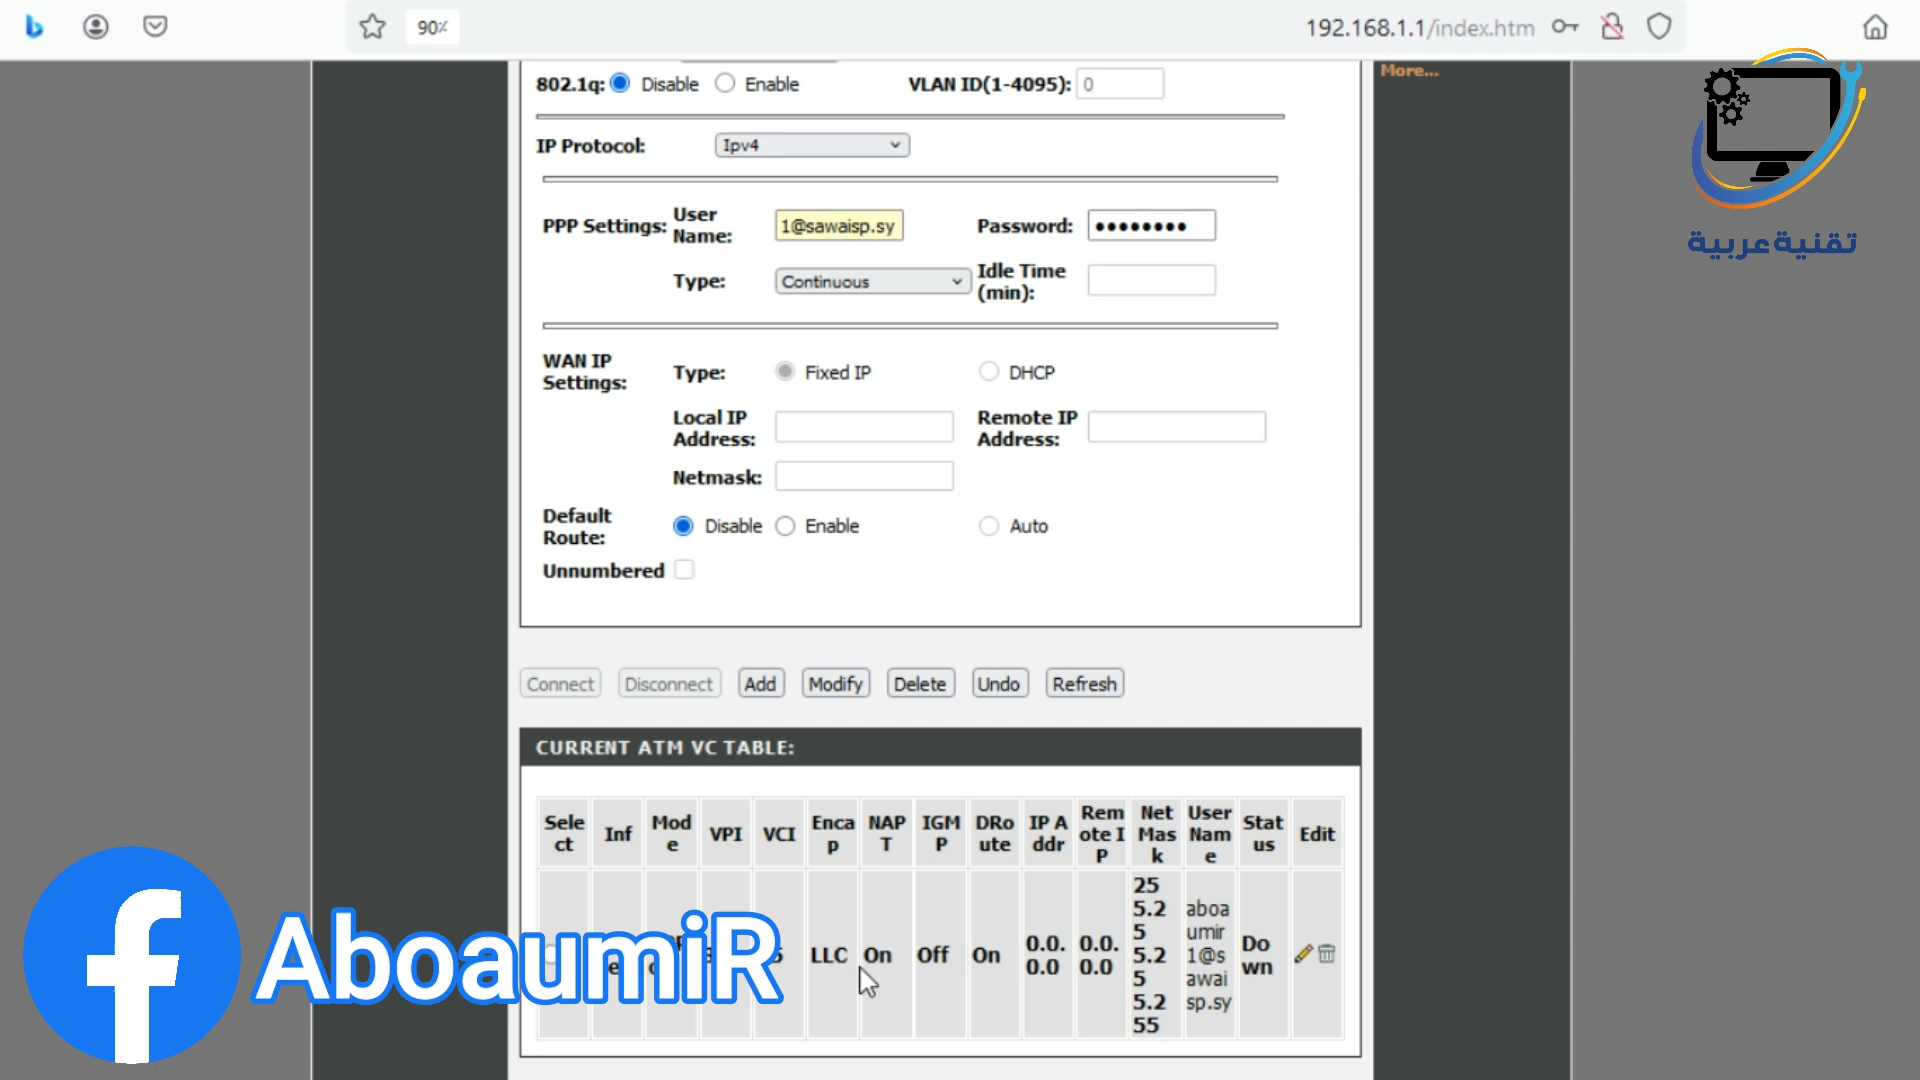 90%
192.168.1.1/index.htm
More...
802.1q: Disable Enable VLAN ID(1-4095): 0
IP Protocol: Ipv4
PPP Settings: User Name: 1@sawaisp.sy Password: ••••••••
Type: Continuous Idle Time (min):
WAN IP Settings: Type: Fixed IP DHCP
Local IP Address: Remote IP Address:
Netmask:
Default Route: Disable Enable Auto
Unnumbered
Connect Disconnect Add Modify Delete Undo Refresh
CURRENT ATM VC TABLE:
Select Inf Mode VPI VCI Encap NAPT IGMP DRoute IP Addr Remote IP NetMask UserName Status Edit
LLC On Off On 0.0.0.0 0.0.0.0 255.255.255.255 aboaumir1@sawaisp.sy Down
AboaumiR
تقنية عربية